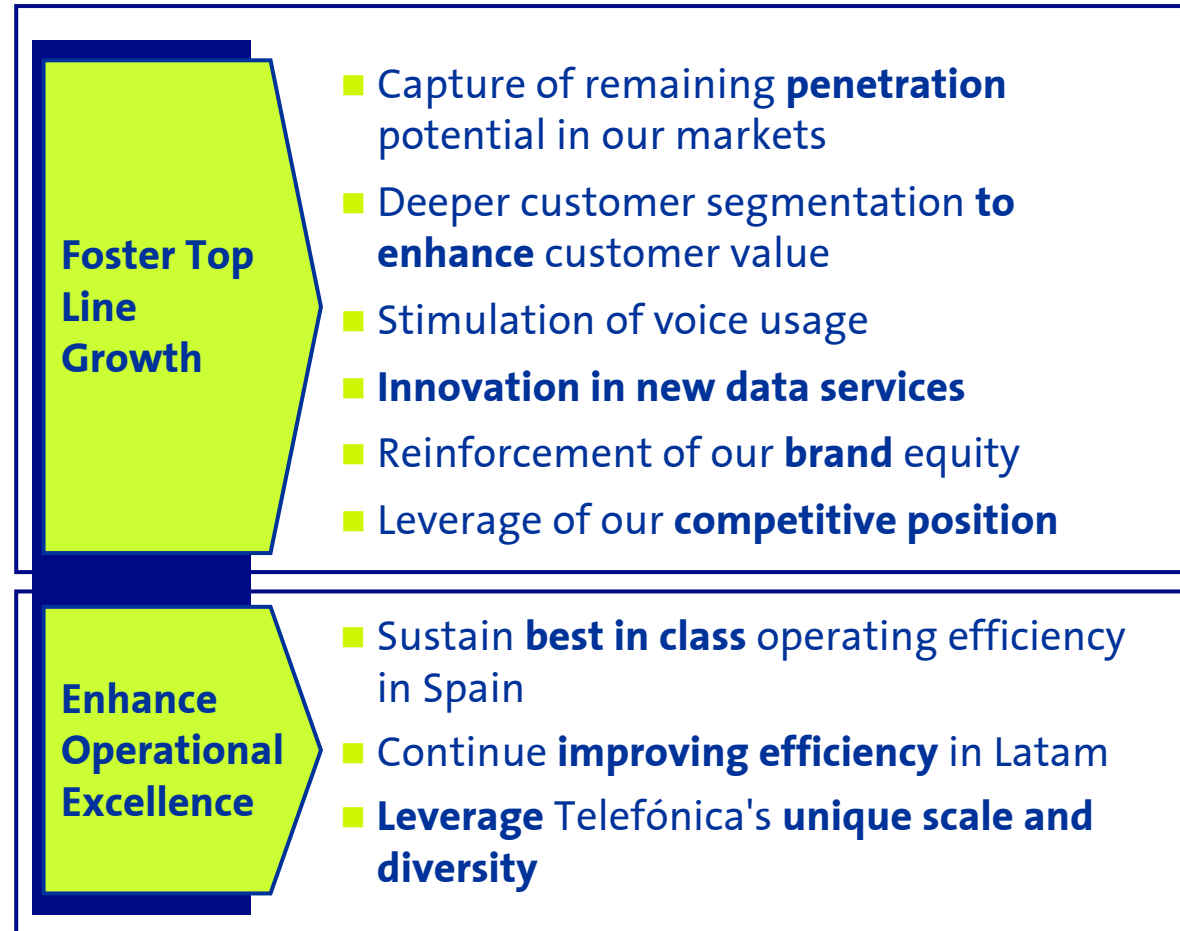 Foster Top
Line
Growth
Capture of remaining penetration
potential in our markets
Deeper customer segmentation to
enhance customer value
Stimulation of voice usage
Innovation in new data services
Reinforcement of our brand equity
Leverage of our competitive position
Enhance
Operational
Excellence
Sustain best in class operating efficiency
in Spain
Continue improving efficiency in Latam
Leverage Telefónica's unique scale and
diversity